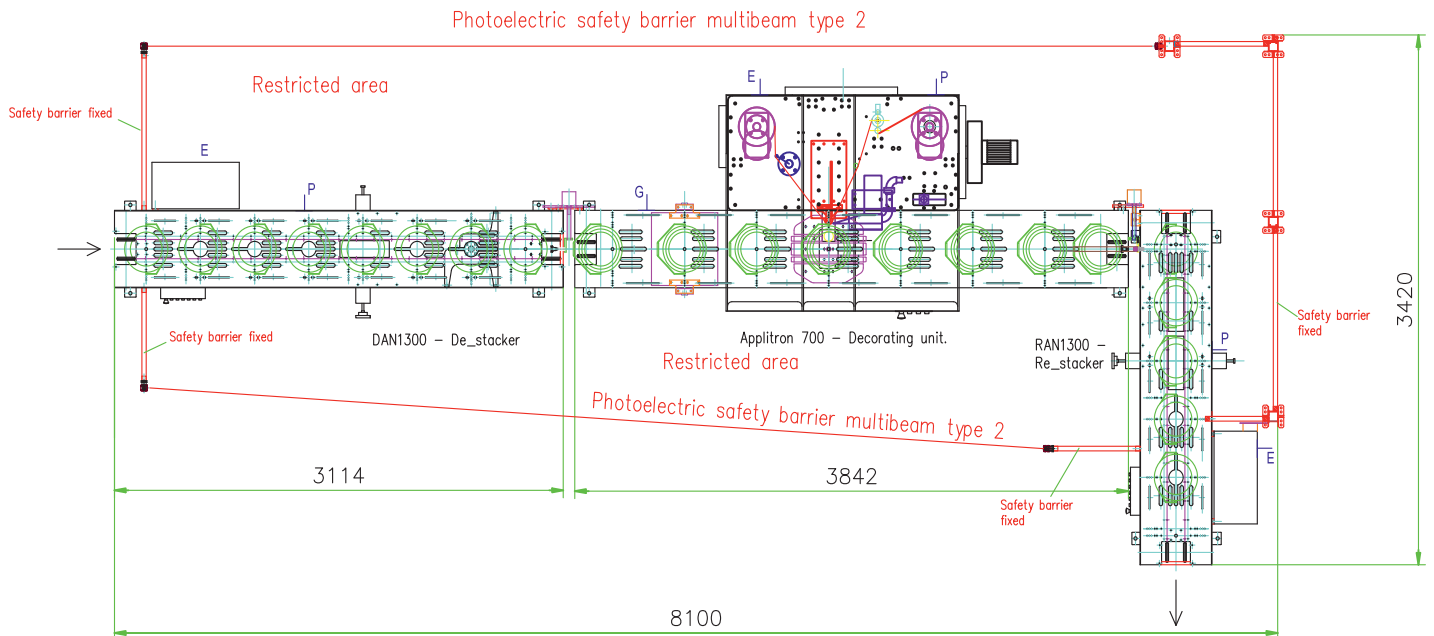 Photoelectric safety barrier multibeam type 2
Restricted area
Safety barrier fixed
E
P
E
P
G
3420
Safety barrier fixed
DAN1300 - De_stacker
Applitron 700 - Decorating unit.
RAN1300 -
Re_stacker
P
Safety barrier
fixed
Restricted area
Photoelectric safety barrier multibeam type 2
E
3114
3842
Safety barrier
fixed
8100